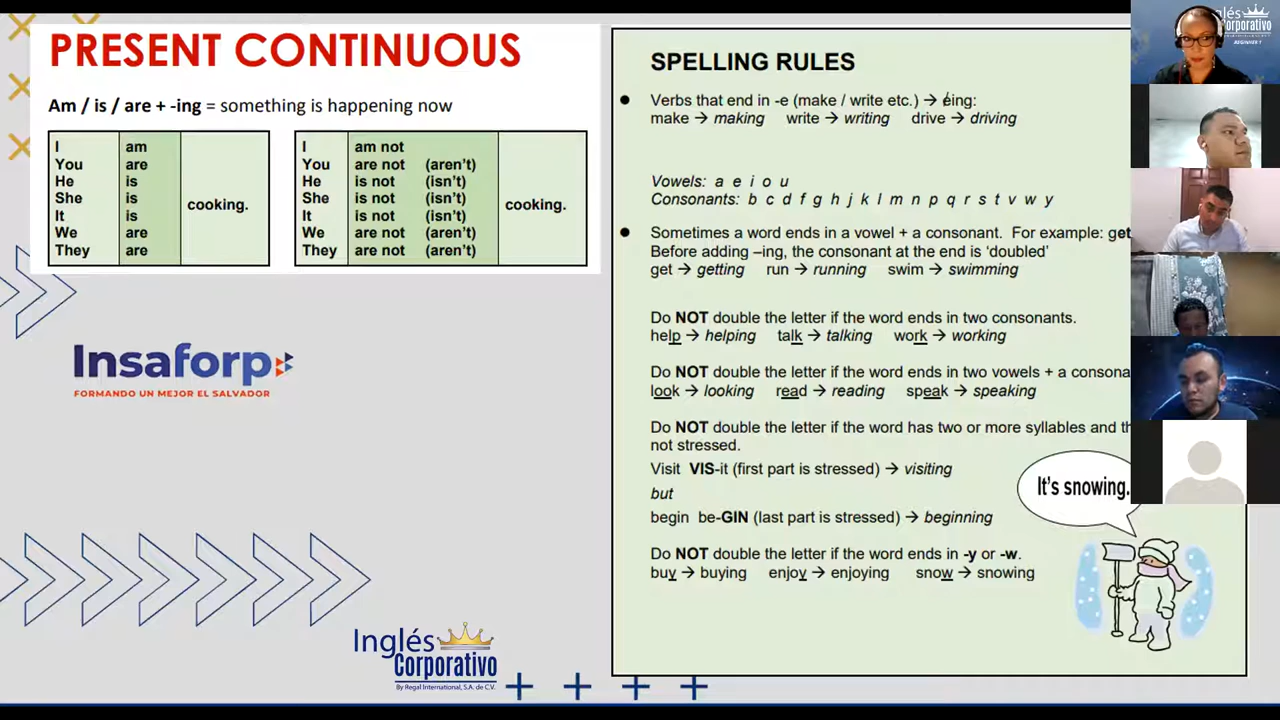 PRESENT CONTINUOUS
Am / is / are + -ing = something is happening now
I am
You are
He is
She is
It is
We are
They are
cooking.
I am not
You are not (aren't)
He is not (isn't)
She is not (isn't)
It is not (isn't)
We are not (aren't)
They are not (aren't)
cooking.
Insaforp
FORMANDO UN MEJOR EL SALVADOR
Inglés
Corporativo
By Regal International, S.A. de C.V.
SPELLING RULES
● Verbs that end in -e (make / write etc.) → eing:
make → making write → writing drive → driving
Vowels: a e i o u
Consonants: b c d f g h j k l m n p q r s t v w y
● Sometimes a word ends in a vowel + a consonant. For example: get
Before adding –ing, the consonant at the end is ‘doubled’
get → getting run → running swim → swimming
Do NOT double the letter if the word ends in two consonants.
help → helping talk → talking work → working
Do NOT double the letter if the word ends in two vowels + a consona
look → looking read → reading speak → speaking
Do NOT double the letter if the word has two or more syllables and th
not stressed.
Visit VIS-it (first part is stressed) → visiting
but
begin be-GIN (last part is stressed) → beginning
Do NOT double the letter if the word ends in -y or -w.
buy → buying enjoy → enjoying snow → snowing
It's snowing.
Inglés
Corporativo